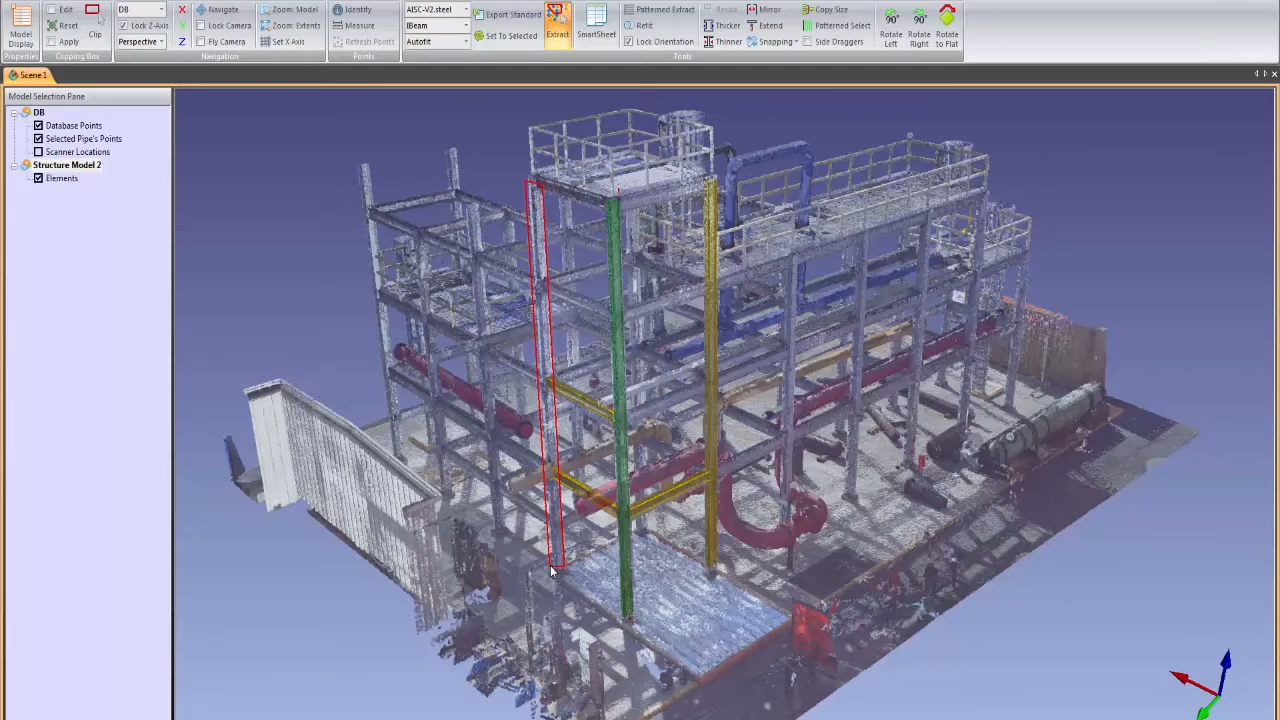 Edit
DB
X
Navigate
Zoom: Model
Identify
AISC-V2.steel
Export Standard
Patterned Extract
Resize
Mirror
Copy Size
Reset
Lock Z-Axis
Y
Lock Camera
Zoom: Extents
Measure
IBeam
Refit
Thicker
Extend
Patterned Select
Apply
Clip
Perspective
Z
Fly Camera
Set X Axis
Refresh Points
Autofit
Set To Selected
Extract
SmartSheet
Lock Orientation
Thinner
Snapping
Side Draggers
Model Display
90°
Rotate Left
90°
Rotate Right
Rotate to Flat
Properties
Clipping Box
Navigation
Points
Tools
Scene1
Model Selection Pane
DB
Database Points
Selected Pipe's Points
Scanner Locations
Structure Model 2
Elements